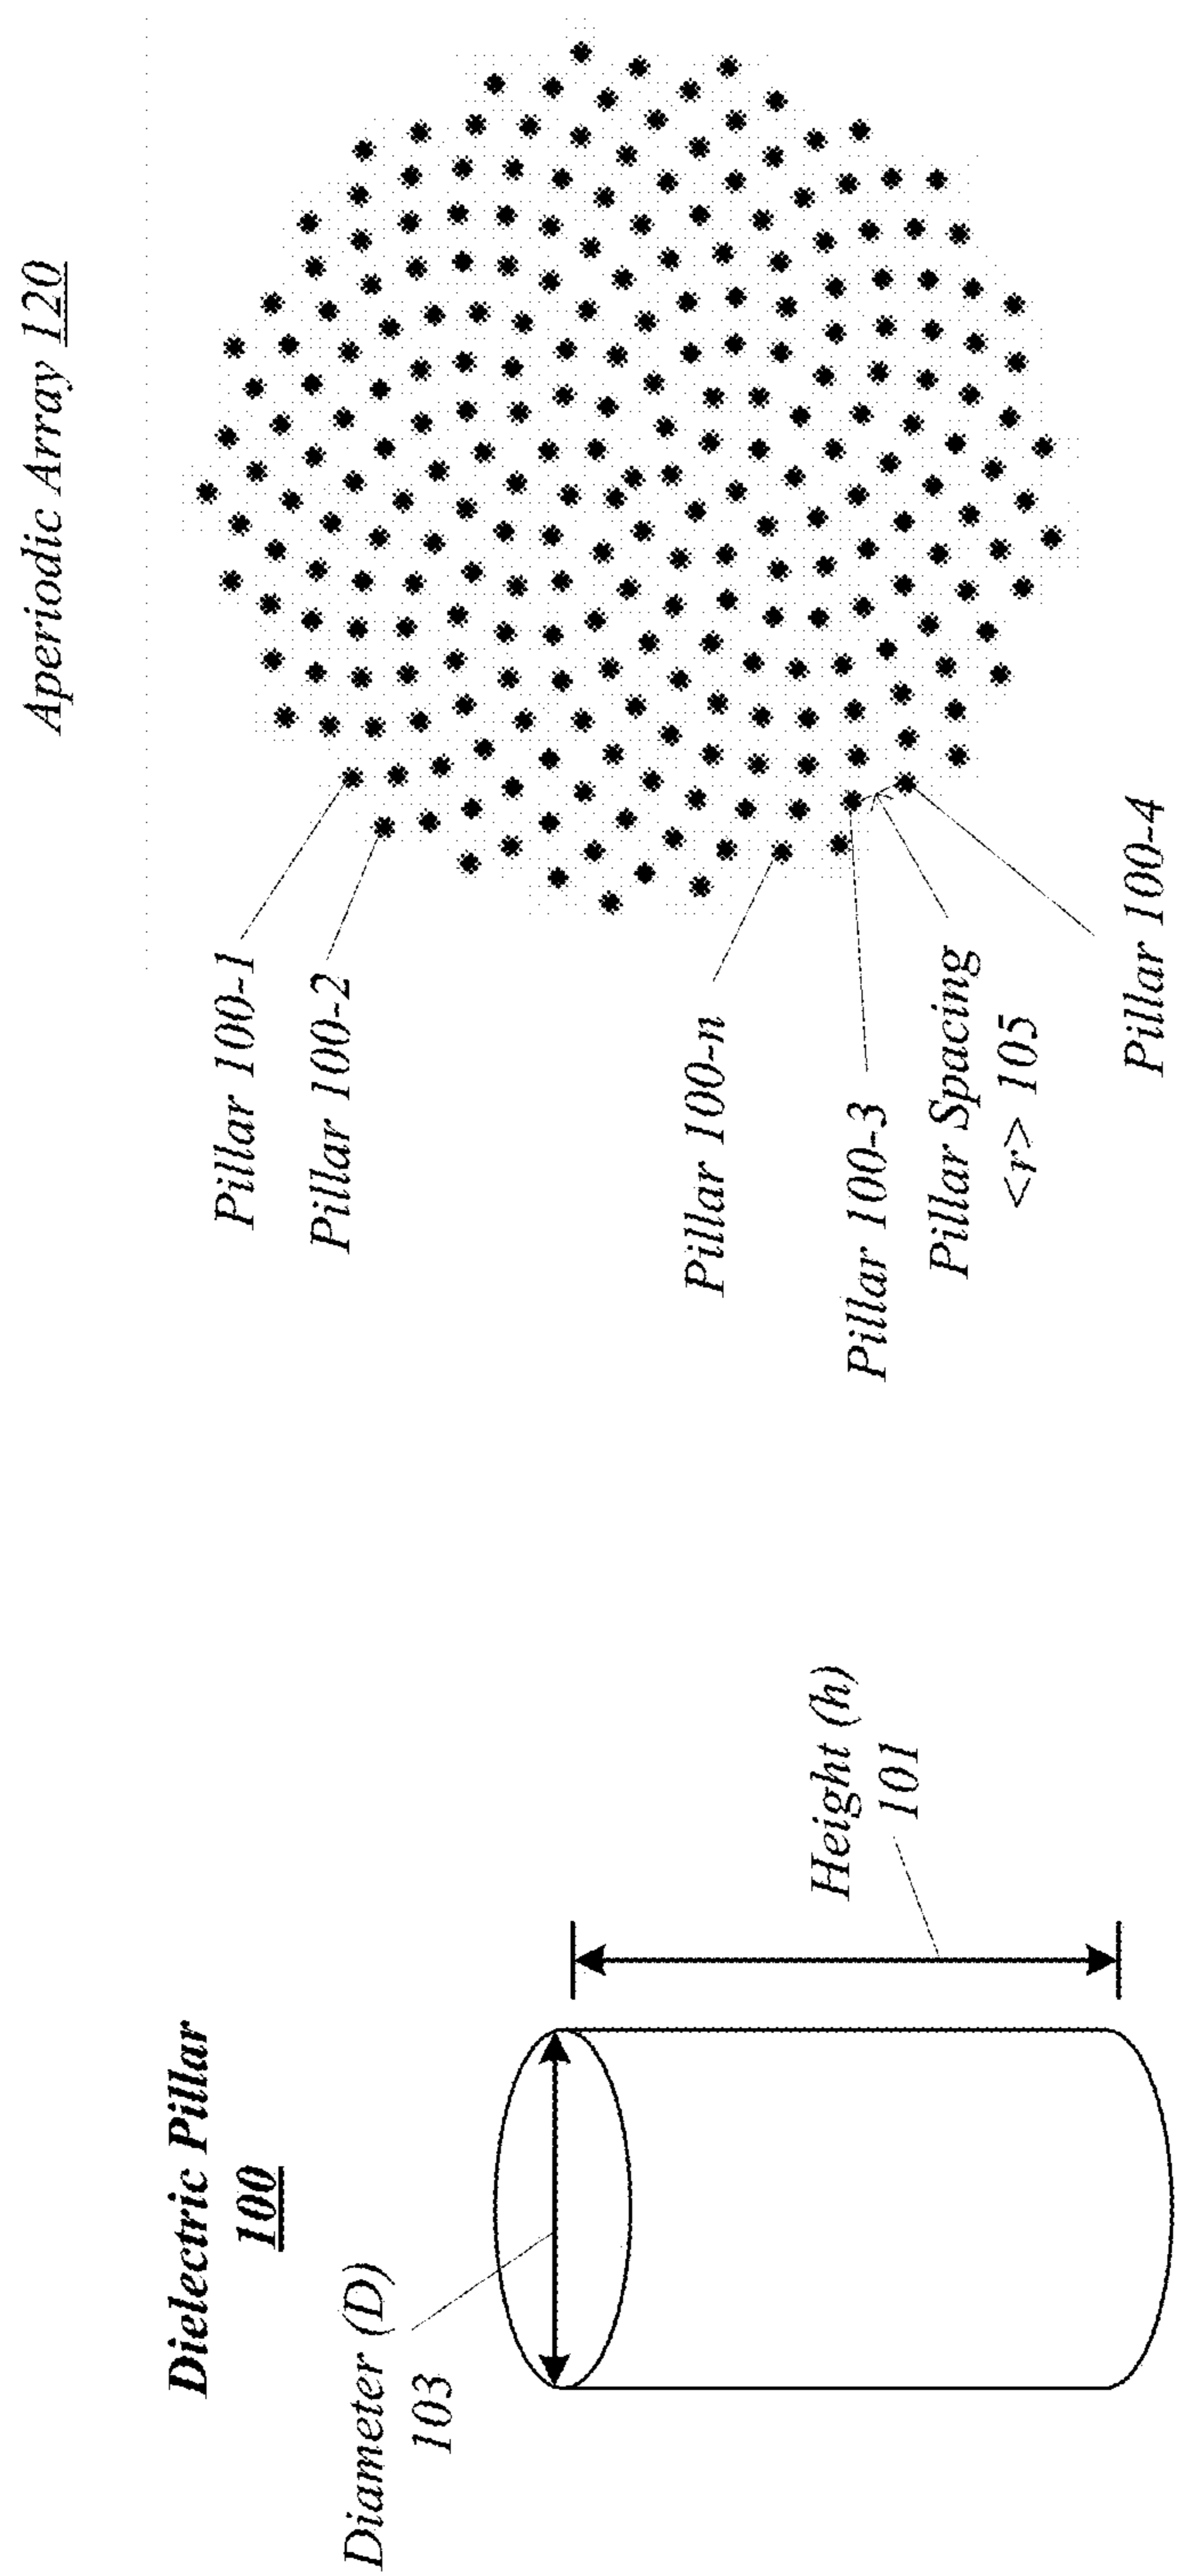 Dielectric Pillar
100
Diameter (D)
103
Height (h)
101
Aperiodic Array 120
Pillar 100-1
Pillar 100-2
Pillar 100-n
Pillar 100-3
Pillar Spacing
<r> 105
Pillar 100-4